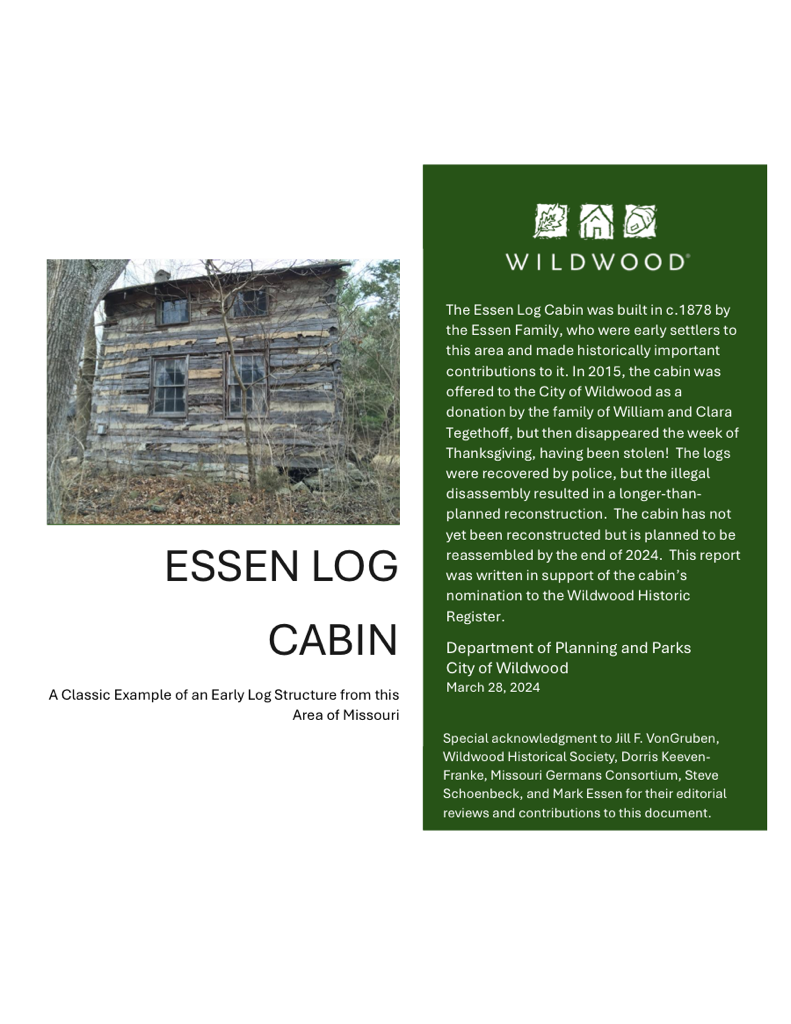 WILDWOOD®
The Essen Log Cabin was built in c.1878 by
the Essen Family, who were early settlers to
this area and made historically important
contributions to it. In 2015, the cabin was
offered to the City of Wildwood as a
donation by the family of William and Clara
Tegethoff, but then disappeared the week of
Thanksgiving, having been stolen!  The logs
were recovered by police, but the illegal
disassembly resulted in a longer-than-
planned reconstruction.  The cabin has not
yet been reconstructed but is planned to be
reassembled by the end of 2024.  This report
was written in support of the cabin's
nomination to the Wildwood Historic
Register.
Department of Planning and Parks
City of Wildwood
March 28, 2024
Special acknowledgment to Jill F. VonGruben,
Wildwood Historical Society, Dorris Keeven-
Franke, Missouri Germans Consortium, Steve
Schoenbeck, and Mark Essen for their editorial
reviews and contributions to this document.
ESSEN LOG
CABIN
A Classic Example of an Early Log Structure from this
Area of Missouri